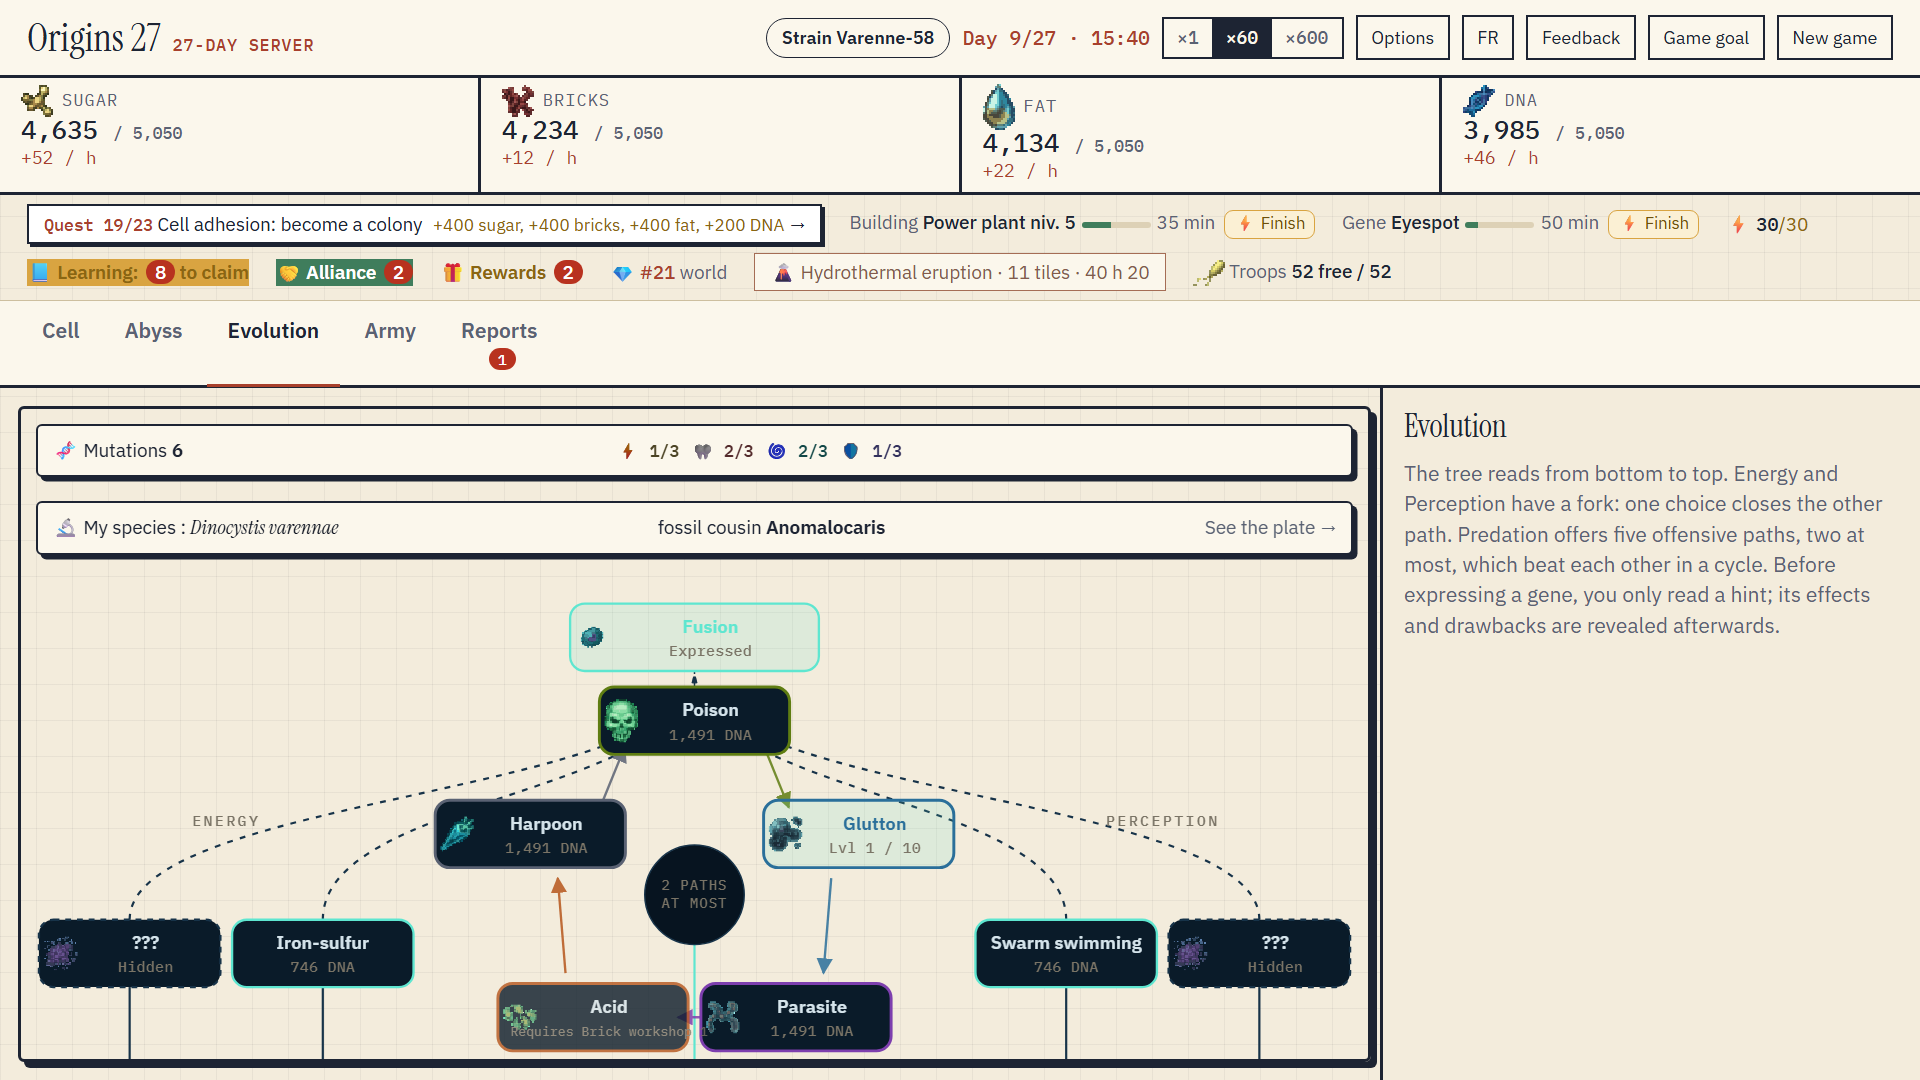 Origins 27 27-DAY SERVER
Strain Varenne-58 Day 9/27 · 15:40 ×1 ×60 ×600 Options FR Feedback Game goal New game
SUGAR
4,635 / 5,050
+52 / h
BRICKS
4,234 / 5,050
+12 / h
FAT
4,134 / 5,050
+22 / h
DNA
3,985 / 5,050
+46 / h
Quest 19/23 Cell adhesion: become a colony +400 sugar, +400 bricks, +400 fat, +200 DNA →
Building Power plant niv. 5 35 min Finish
Gene Eyespot 50 min Finish
30/30
Learning: 8 to claim
Alliance 2
Rewards 2
#21 world
Hydrothermal eruption · 11 tiles · 40 h 20
Troops 52 free / 52
Cell Abyss Evolution Army Reports
1
Mutations 6 1/3 2/3 2/3 1/3
My species : Dinocystis varennae fossil cousin Anomalocaris See the plate →
Fusion
Expressed
Poison
1,491 DNA
ENERGY
PERCEPTION
Harpoon
1,491 DNA
Glutton
Lvl 1 / 10
2 PATHS
AT MOST
???
Hidden
Iron-sulfur
746 DNA
Swarm swimming
746 DNA
???
Hidden
Acid
Requires Brick workshop 1
Parasite
1,491 DNA
Evolution
The tree reads from bottom to top. Energy and
Perception have a fork: one choice closes the other
path. Predation offers five offensive paths, two at
most, which beat each other in a cycle. Before
expressing a gene, you only read a hint; its effects
and drawbacks are revealed afterwards.